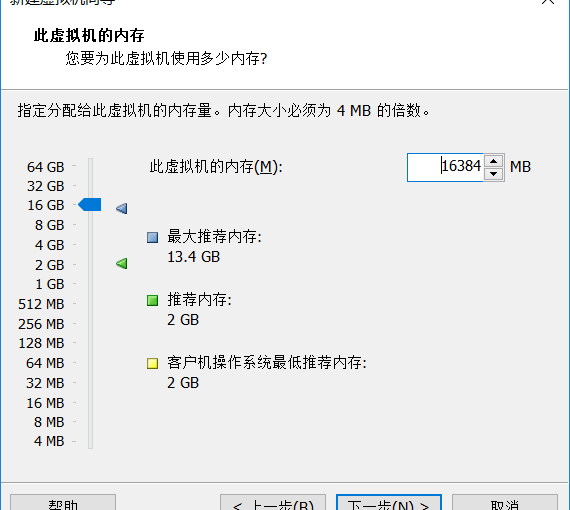 新建虚拟机向导
此虚拟机的内存
您要为此虚拟机使用多少内存?
指定分配给此虚拟机的内存量。内存大小必须为 4 MB 的倍数。
64 GB
32 GB
16 GB
8 GB
4 GB
2 GB
1 GB
512 MB
256 MB
128 MB
64 MB
32 MB
16 MB
8 MB
4 MB
此虚拟机的内存(M): 16384 MB
最大推荐内存:
13.4 GB
推荐内存:
2 GB
客户机操作系统最低推荐内存:
2 GB
帮助 < 上一步(B) 下一步(N) > 取消